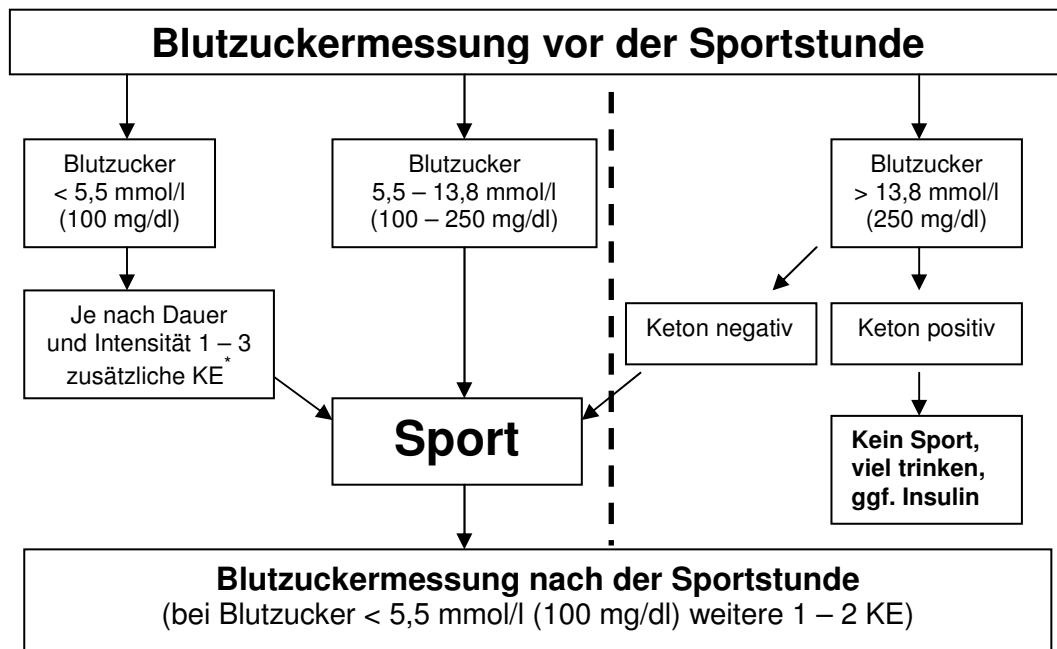 Blutzuckermessung vor der Sportstunde
Blutzucker
< 5,5 mmol/l
(100 mg/dl)
Blutzucker
5,5 – 13,8 mmol/l
(100 – 250 mg/dl)
Blutzucker
> 13,8 mmol/l
(250 mg/dl)
Je nach Dauer
und Intensität 1 – 3
zusätzliche KE*
Keton negativ
Keton positiv
Sport
Kein Sport,
viel trinken,
ggf. Insulin
Blutzuckermessung nach der Sportstunde
(bei Blutzucker < 5,5 mmol/l (100 mg/dl) weitere 1 – 2 KE)